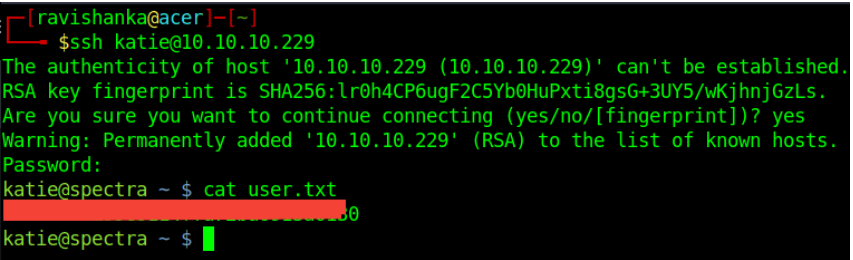 [ravishanka@acer]-[~]
$ssh katie@10.10.10.229
The authenticity of host '10.10.10.229 (10.10.10.229)' can't be established.
RSA key fingerprint is SHA256:lr0h4CP6ugF2C5Yb0HuPxti8gsG+3UY5/wKjhnjGzLs.
Are you sure you want to continue connecting (yes/no/[fingerprint])? yes
Warning: Permanently added '10.10.10.229' (RSA) to the list of known hosts.
Password:
katie@spectra ~ $ cat user.txt
katie@spectra ~ $